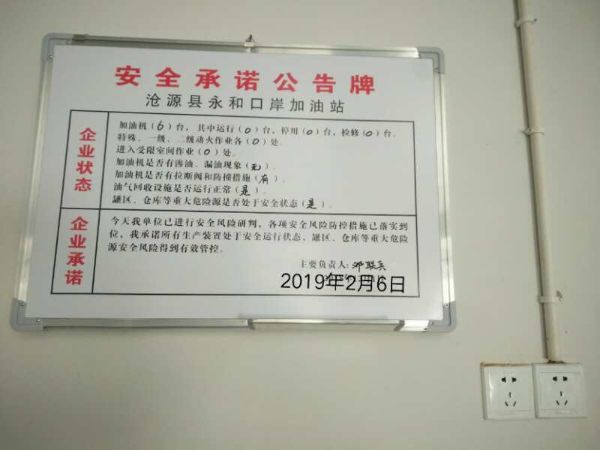 安全承诺公告牌
沧源县永和口岸加油站
企业状态
加油机(6)台,其中运行(0)台,停用(0)台,检修(0)台.
特殊、一级、二级动火作业各(0)处.
进入受限空间作业(0)处.
加油机是否有渗油、漏油现象(无).
加油机是否有拉断阀和防撞措施(有).
油气回收设施是否运行正常(是).
罐区、仓库等重大危险源是否处于安全状态(是).
企业承诺
今天我单位已进行安全风险研判,各项安全风险防控措施已落实到
位,我承诺所有生产装置处于安全运行状态,罐区、仓库等重大危险
源安全风险得到有效管控.
主要负责人:邓联兵
2019年2月6日